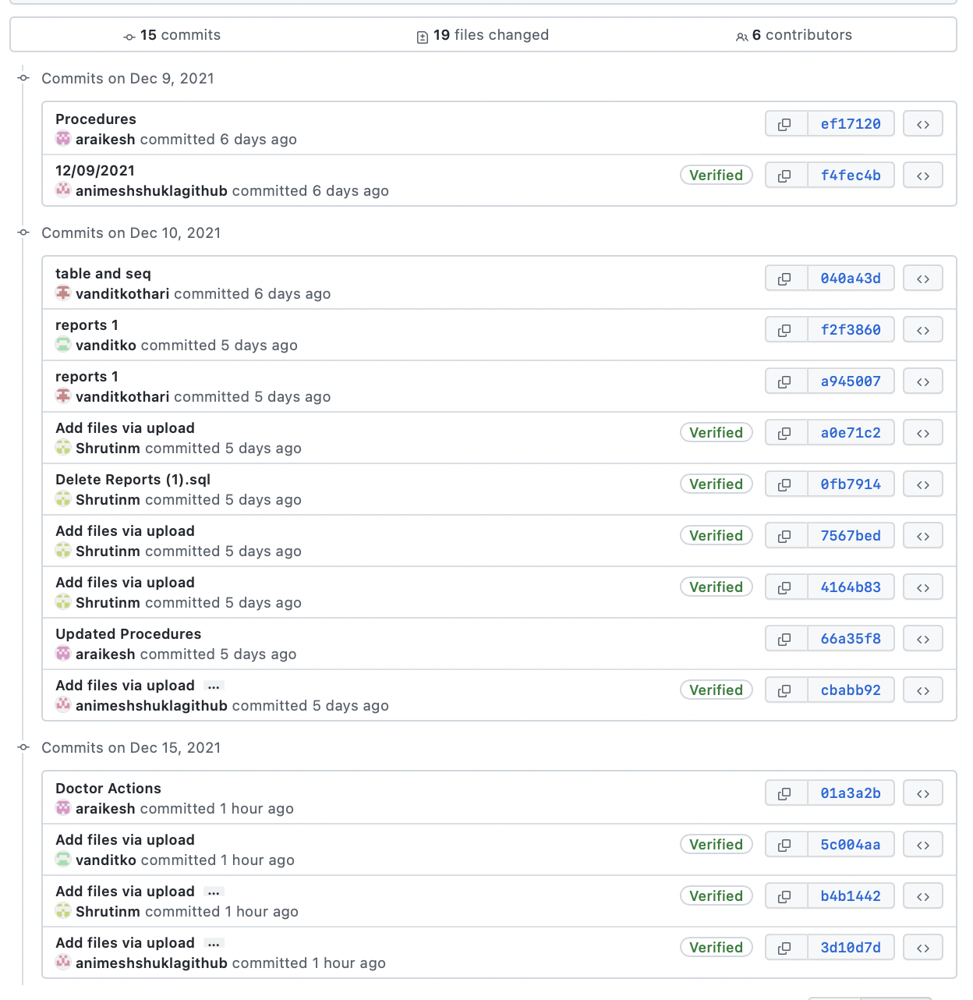 15 commits 19 files changed 6 contributors
Commits on Dec 9, 2021
Procedures
araikesh committed 6 days ago
ef17120
12/09/2021
animeshshuklagithub committed 6 days ago
Verified
f4fec4b
Commits on Dec 10, 2021
table and seq
vanditkothari committed 6 days ago
040a43d
reports 1
vanditko committed 5 days ago
f2f3860
reports 1
vanditkothari committed 5 days ago
a945007
Add files via upload
Shrutinm committed 5 days ago
Verified
a0e71c2
Delete Reports (1).sql
Shrutinm committed 5 days ago
Verified
0fb7914
Add files via upload
Shrutinm committed 5 days ago
Verified
7567bed
Add files via upload
Shrutinm committed 5 days ago
Verified
4164b83
Updated Procedures
araikesh committed 5 days ago
66a35f8
Add files via upload ...
animeshshuklagithub committed 5 days ago
Verified
cbabb92
Commits on Dec 15, 2021
Doctor Actions
araikesh committed 1 hour ago
01a3a2b
Add files via upload
vanditko committed 1 hour ago
Verified
5c004aa
Add files via upload ...
Shrutinm committed 1 hour ago
Verified
b4b1442
Add files via upload ...
animeshshuklagithub committed 1 hour ago
Verified
3d10d7d